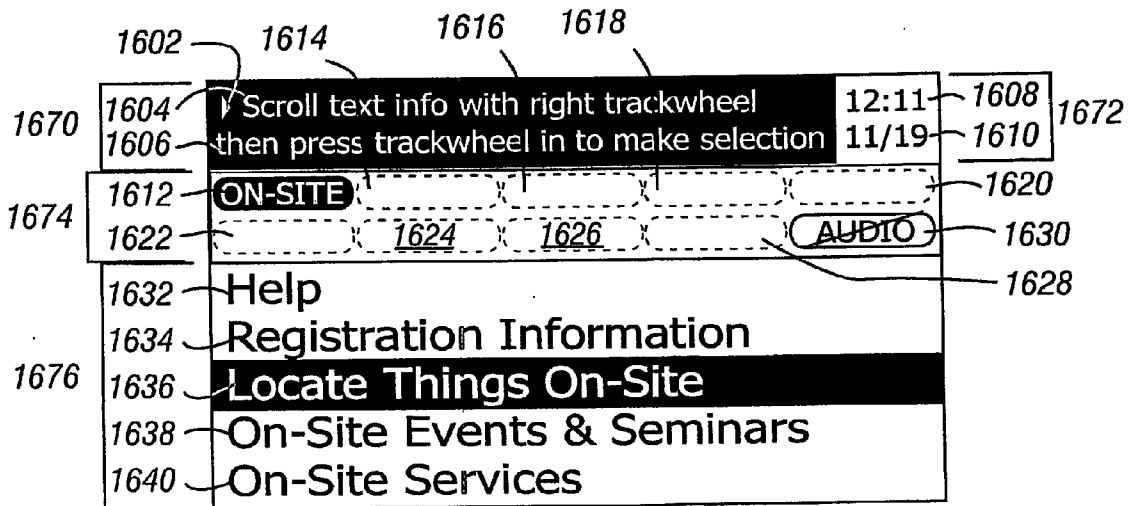 1602 1614 1616 1618
1670 1604 Scroll text info with right trackwheel 12:11 1608 1672
1606 then press trackwheel in to make selection 11/19 1610
1674 1612 ON-SITE 1620
1622 1624 1626 AUDIO 1630
1628
1632 Help
1634 Registration Information
1676 1636 Locate Things On-Site
1638 On-Site Events & Seminars
1640 On-Site Services